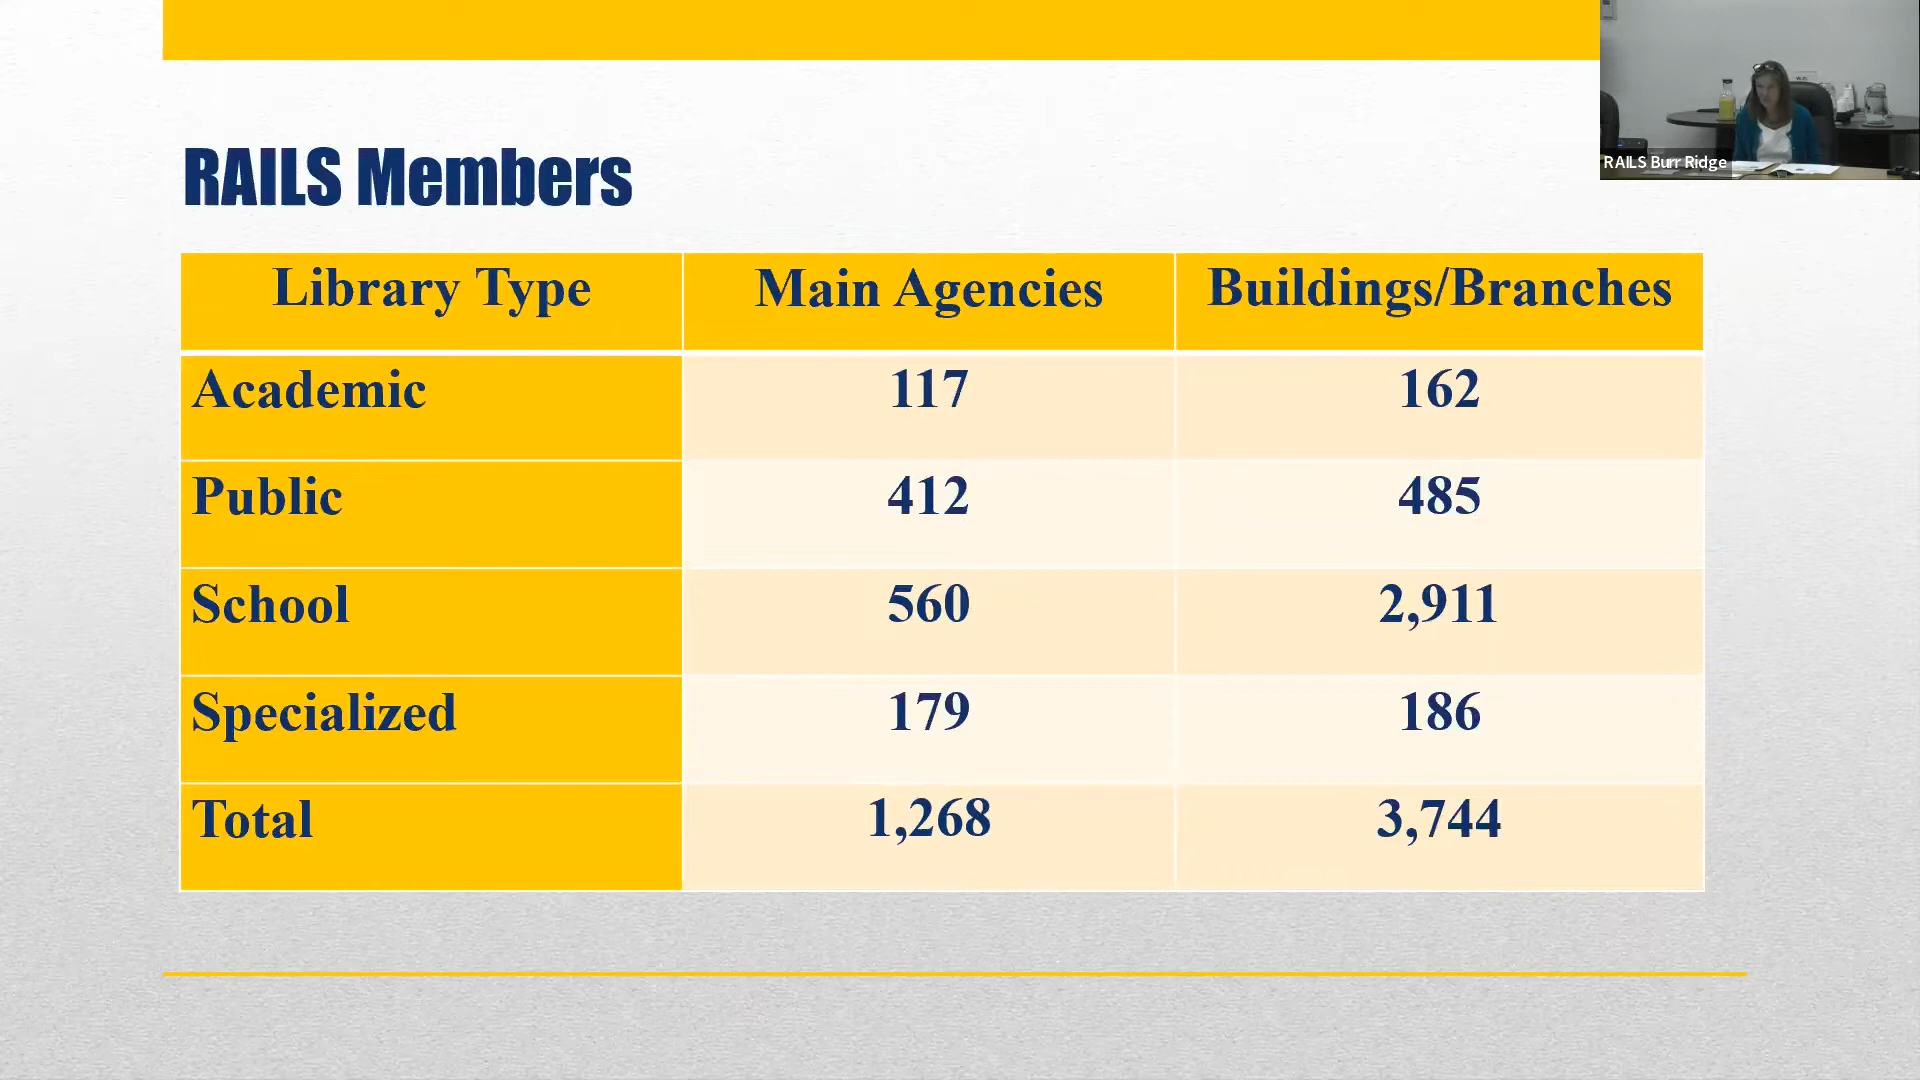 RAILS Burr Ridge
RAILS Members
Library Type Main Agencies Buildings/Branches
Academic 117 162
Public 412 485
School 560 2,911
Specialized 179 186
Total 1,268 3,744